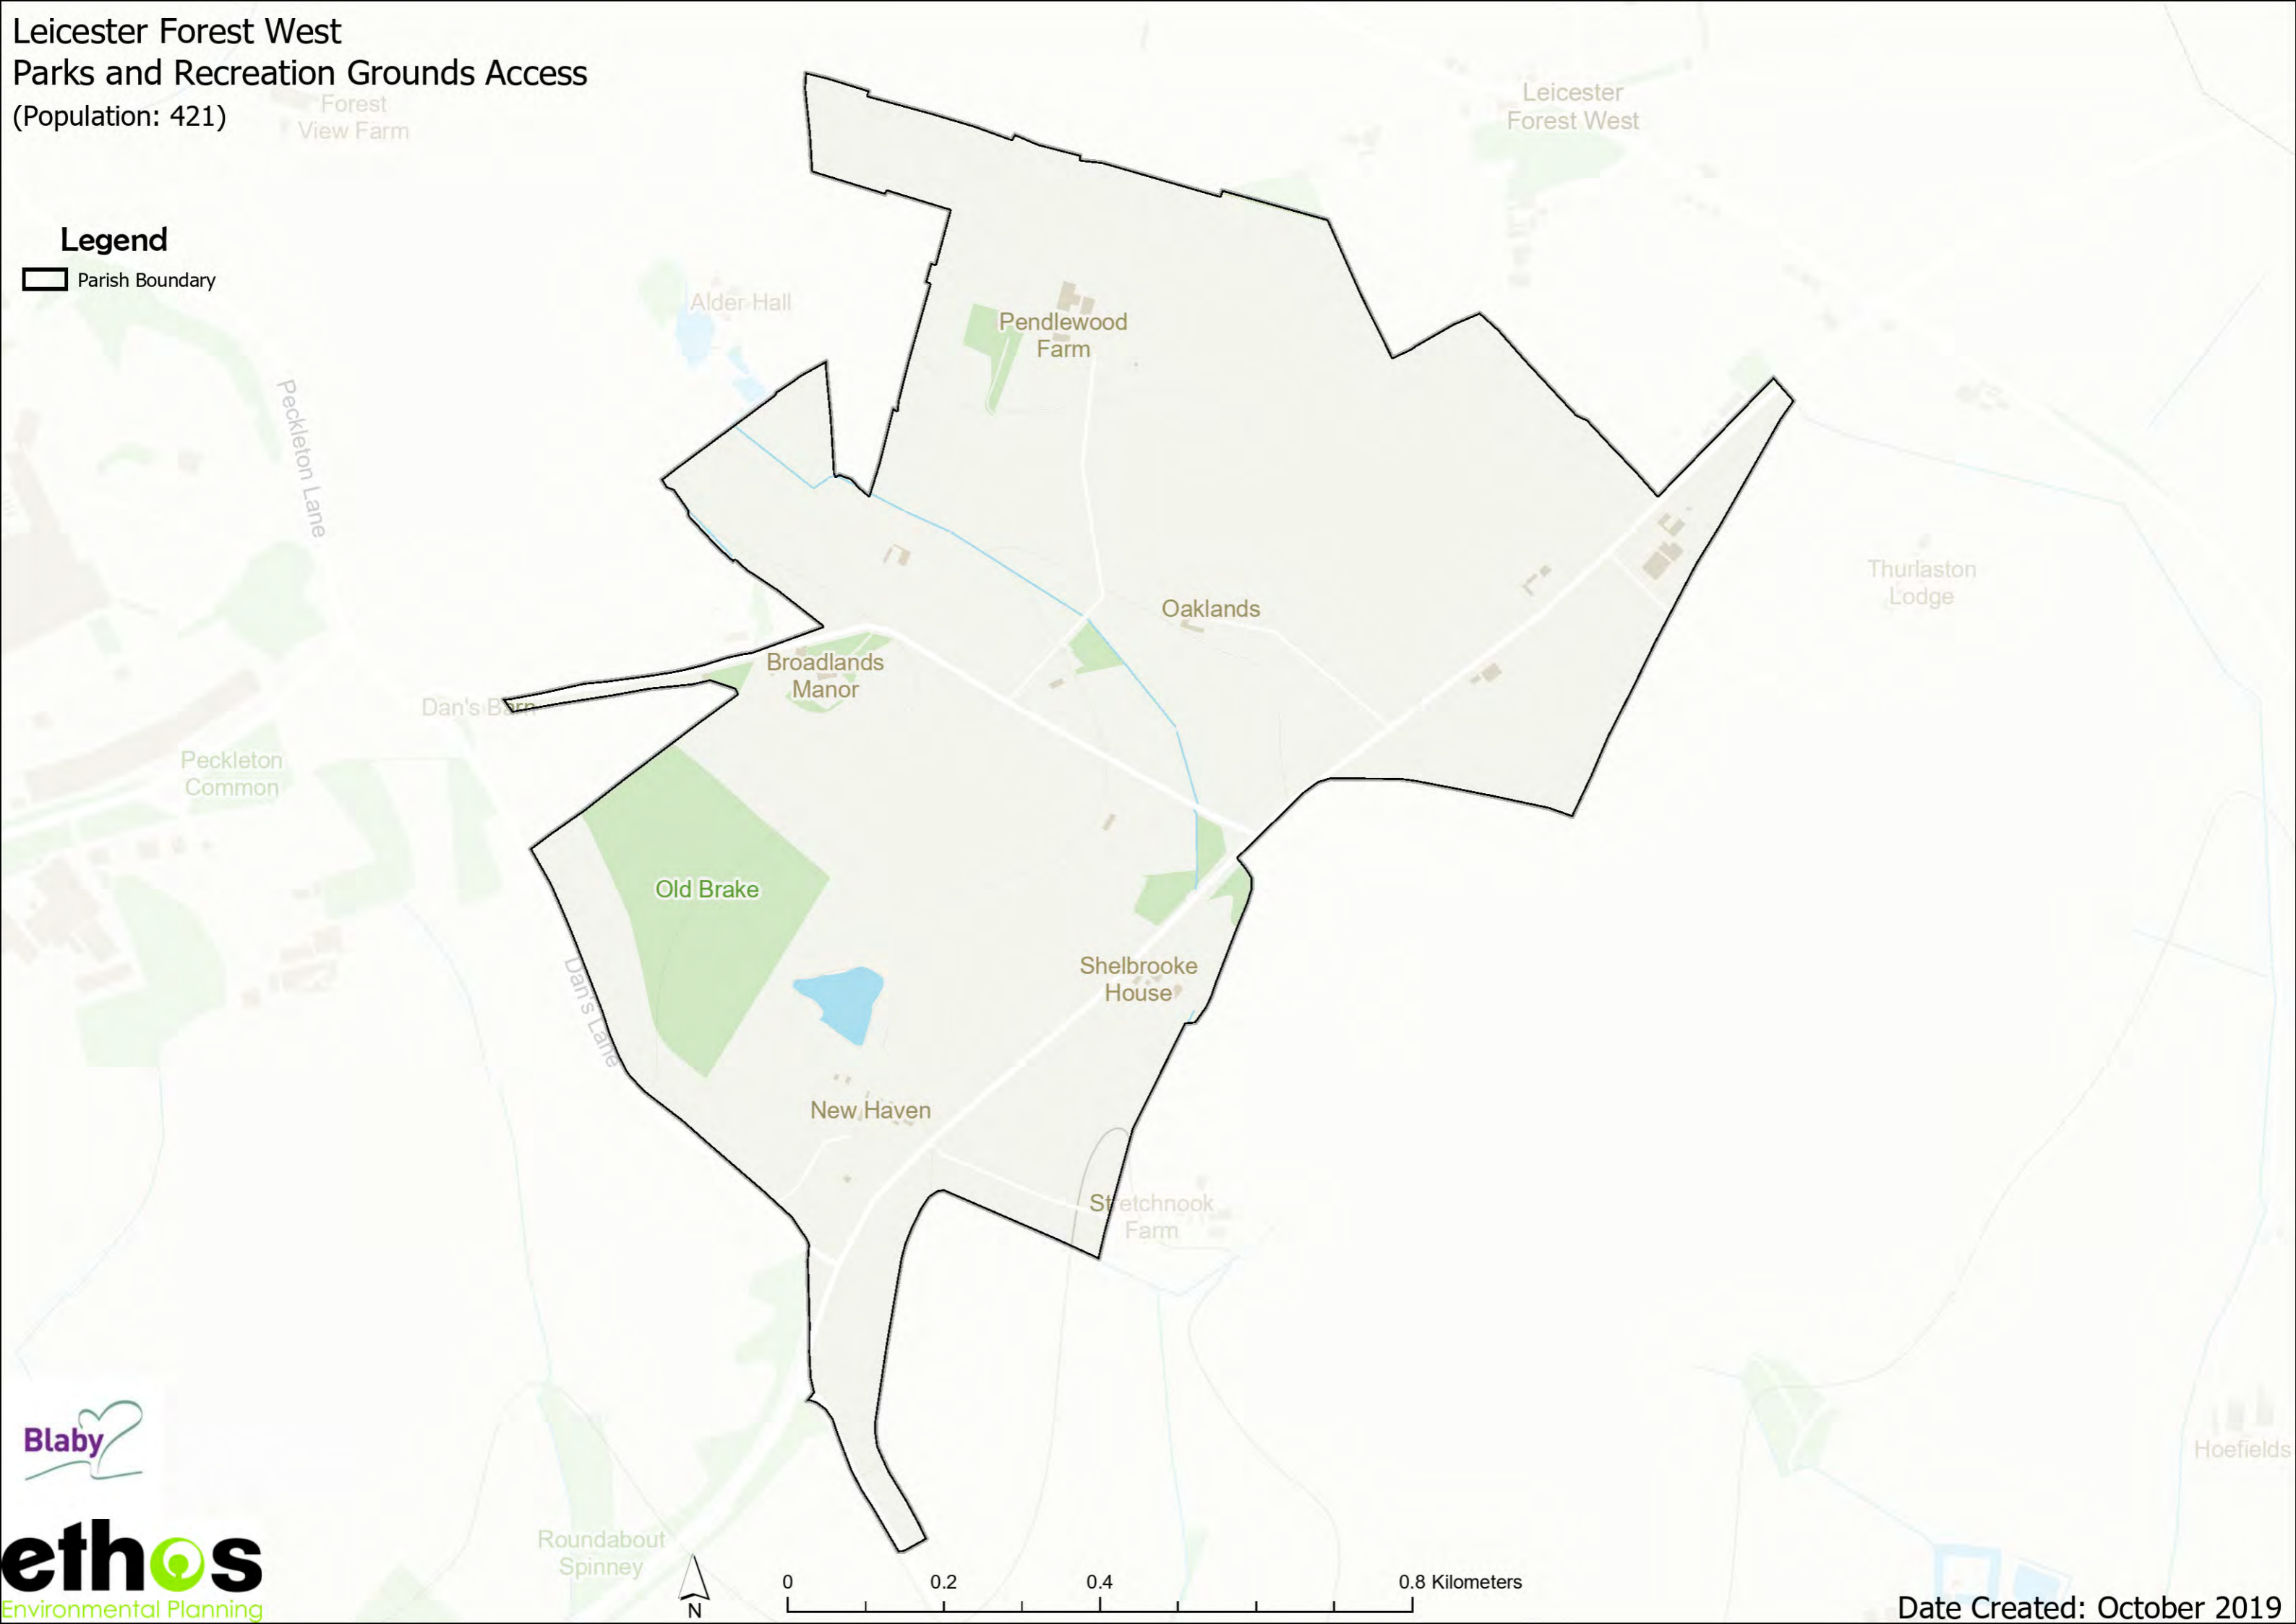 Leicester Forest West
Parks and Recreation Grounds Access
(Population: 421)
Forest
View Farm
Leicester
Forest West
Legend
Parish Boundary
Alder Hall
Pendlewood
Farm
Peckleton Lane
Thurlaston
Lodge
Oaklands
Broadlands
Manor
Dan's Barn
Peckleton
Common
Old Brake
Shelbrooke
House
Dan's Lane
New Haven
Stretchnook
Farm
Blaby
Hoefields
ethos
Environmental Planning
Roundabout
Spinney
N
0 0.2 0.4 0.8 Kilometers
Date Created: October 2019